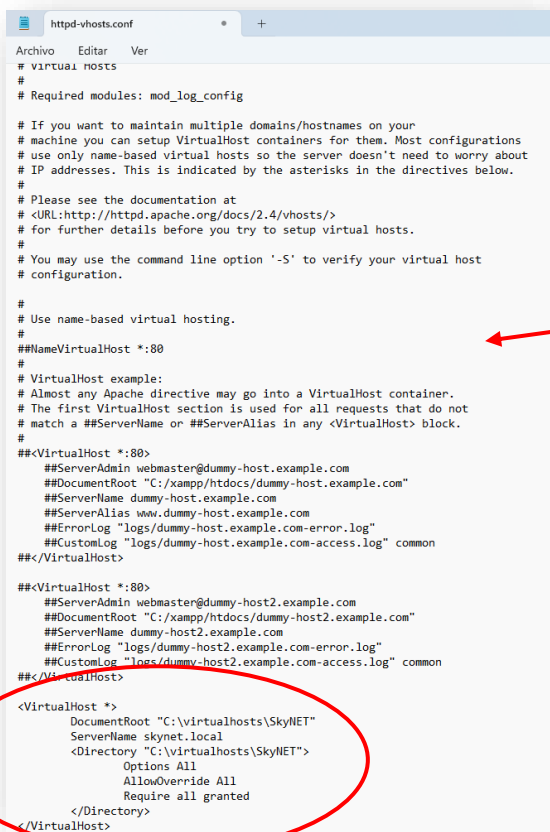 httpd-vhosts.conf
Archivo Editar Ver
# Virtual Hosts
#
# Required modules: mod_log_config
# If you want to maintain multiple domains/hostnames on your
# machine you can setup VirtualHost containers for them. Most configurations
# use only name-based virtual hosts so the server doesn't need to worry about
# IP addresses. This is indicated by the asterisks in the directives below.
#
# Please see the documentation at
# <URL:http://httpd.apache.org/docs/2.4/vhosts/>
# for further details before you try to setup virtual hosts.
#
# You may use the command line option '-S' to verify your virtual host
# configuration.
#
# Use name-based virtual hosting.
#
##NameVirtualHost *:80
#
# VirtualHost example:
# Almost any Apache directive may go into a VirtualHost container.
# The first VirtualHost section is used for all requests that do not
# match a ##ServerName or ##ServerAlias in any <VirtualHost> block.
#
##<VirtualHost *:80>
##ServerAdmin webmaster@dummy-host.example.com
##DocumentRoot "C:/xampp/htdocs/dummy-host.example.com"
##ServerName dummy-host.example.com
##ServerAlias www.dummy-host.example.com
##ErrorLog "logs/dummy-host.example.com-error.log"
##CustomLog "logs/dummy-host.example.com-access.log" common
##</VirtualHost>
##<VirtualHost *:80>
##ServerAdmin webmaster@dummy-host2.example.com
##DocumentRoot "C:/xampp/htdocs/dummy-host2.example.com"
##ServerName dummy-host2.example.com
##ErrorLog "logs/dummy-host2.example.com-error.log"
##CustomLog "logs/dummy-host2.example.com-access.log" common
##</VirtualHost>
<VirtualHost *>
DocumentRoot "C:\virtualhosts\SkyNET"
ServerName skynet.local
<Directory "C:\virtualhosts\SkyNET">
Options All
AllowOverride All
Require all granted
</Directory>
</VirtualHost>